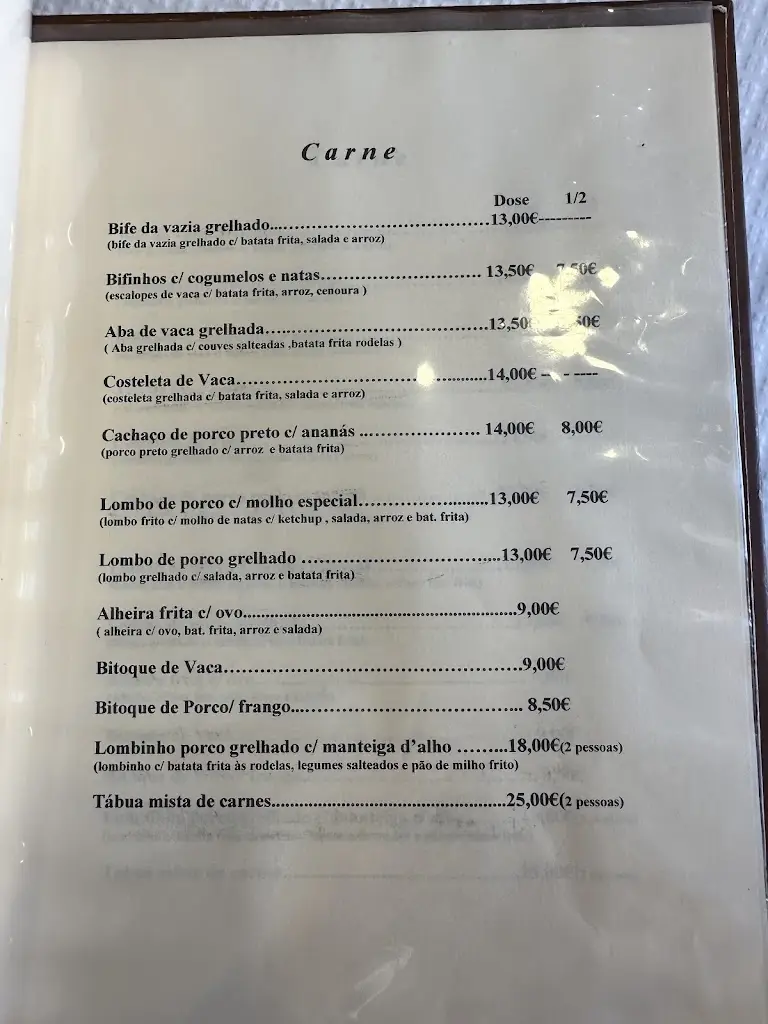 Carne
Dose 1/2
Bife da vazia grelhado.......................................13,00€---------
(bife da vazia grelhado c/ batata frita, salada e arroz)
Bifinhos c/ cogumelos e natas............................ 13,50€ 7,50€
(escalopes de vaca c/ batata frita, arroz, cenoura )
Aba de vaca grelhada.......................................
( Aba grelhada c/ couves salteadas ,batata frita rodelas )
Costeleta de Vaca............................................14,00€
(costeleta grelhada c/ batata frita, salada e arroz)
Cachaço de porco preto c/ ananás ..................... 14,00€ 8,00€
(porco preto grelhado c/ arroz e batata frita)
Lombo de porco c/ molho especial.........................13,00€ 7,50€
(lombo frito c/ molho de natas c/ ketchup , salada, arroz e bat. frita)
Lombo de porco grelhado ...................................13,00€ 7,50€
(lombo grelhado c/ salada, arroz e batata frita)
Alheira frita c/ ovo..............................................................9,00€
( alheira c/ ovo, bat. frita, arroz e salada)
Bitoque de Vaca.....................................................9,00€
Bitoque de Porco/ frango........................................ 8,50€
Lombinho porco grelhado c/ manteiga d’alho .........18,00€(2 pessoas)
(lombinho c/ batata frita às rodelas, legumes salteados e pão de milho frito)
Tábua mista de carnes.....................................................25,00€(2 pessoas)